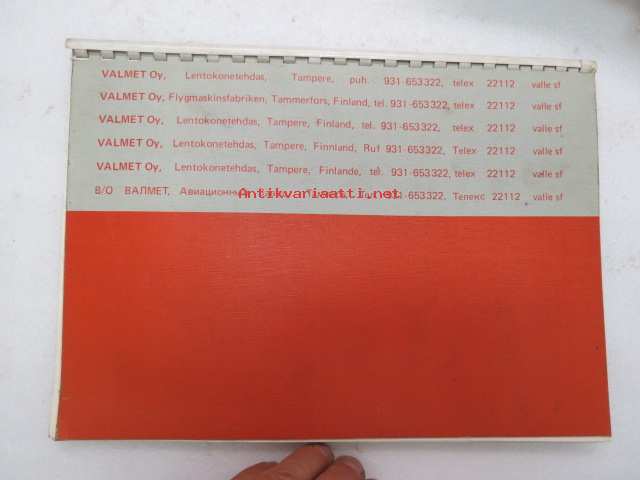 VALMET Oy, Lentokonetehdas, Tampere, puh. 931-653322, telex 22112 valle sf
VALMET Oy, Flygmaskinsfabriken, Tammerfors, Finland, tel. 931-653322, telex 22112 valle sf
VALMET Oy, Lentokonetehdas, Tampere, Finland, tel. 931-653322, telex 22112 valle sf
VALMET Oy, Lentokonetehdas, Tampere, Finnland, Ruf 931-653322, Telex 22112 valle sf
VALMET Oy, Lentokonetehdas, Tampere, Finlande, tél. 931-653322, telex 22112 valle sf
В/О ВАЛМЕТ, 931-653322, Телекс 22112 valle sf
Antikvariaatti.net